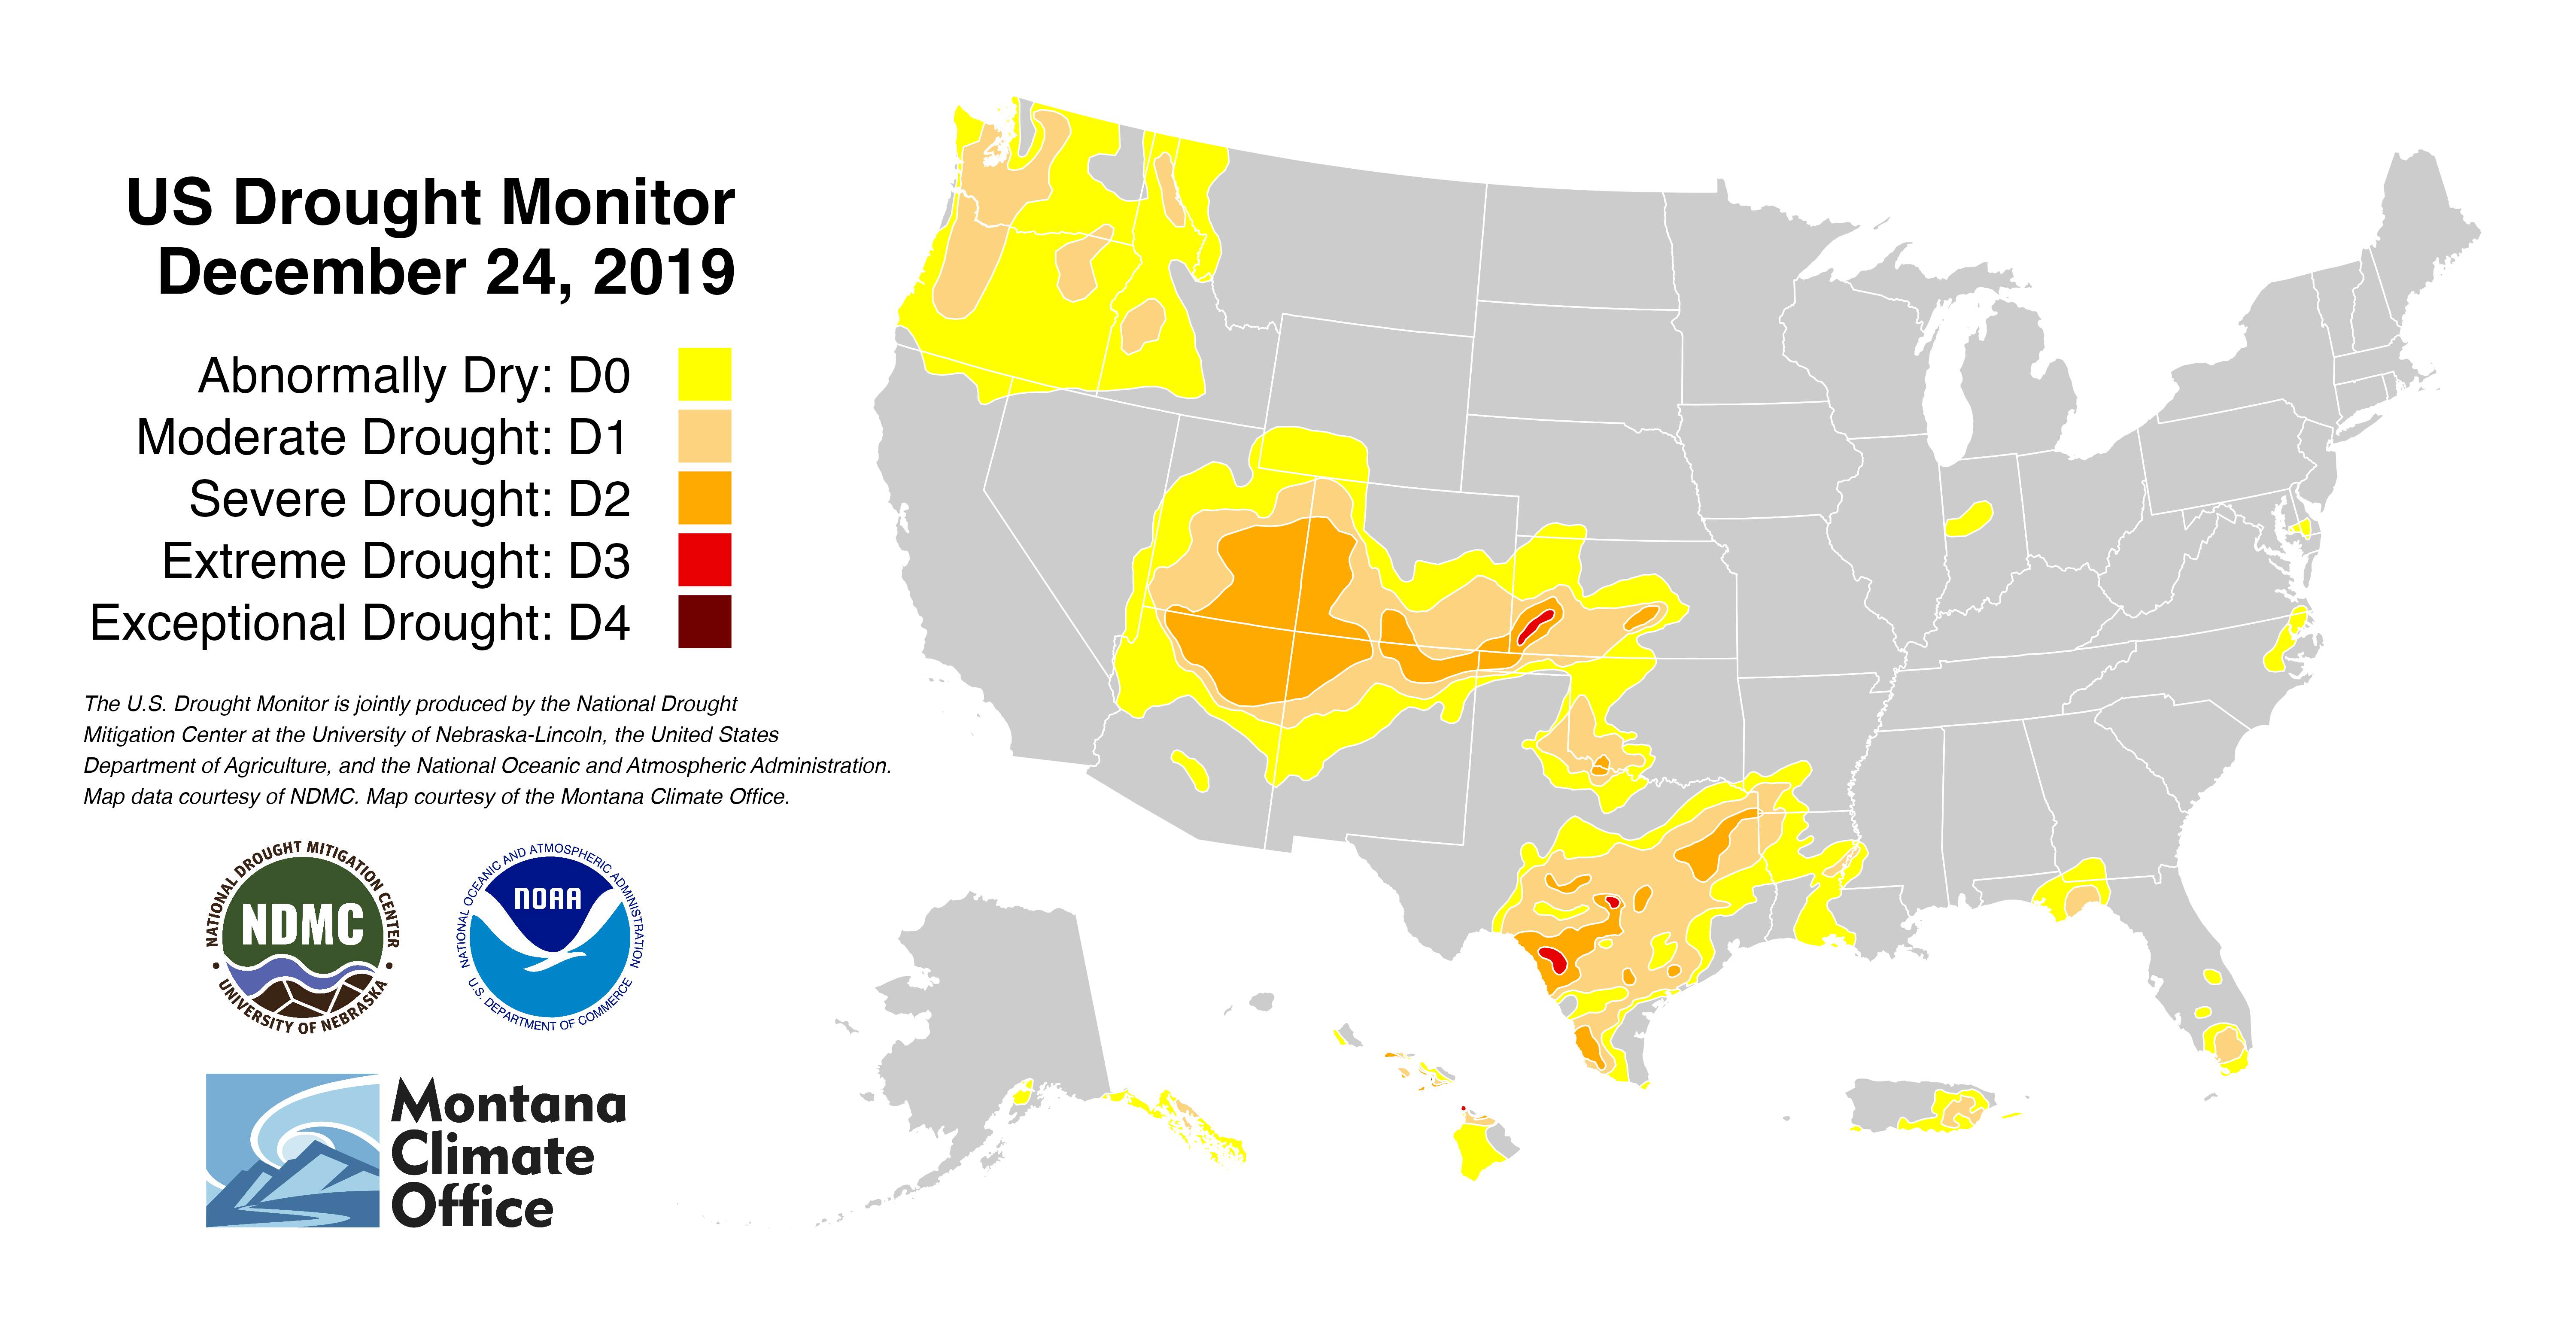 US Drought Monitor
December 24, 2019
Abnormally Dry: D0
Moderate Drought: D1
Severe Drought: D2
Extreme Drought: D3
Exceptional Drought: D4
The U.S. Drought Monitor is jointly produced by the National Drought
Mitigation Center at the University of Nebraska-Lincoln, the United States
Department of Agriculture, and the National Oceanic and Atmospheric Administration.
Map data courtesy of NDMC. Map courtesy of the Montana Climate Office.
NATIONAL DROUGHT MITIGATION CENTER
NDMC
UNIVERSITY OF NEBRASKA
NATIONAL OCEANIC AND ATMOSPHERIC ADMINISTRATION
NOAA
U.S. DEPARTMENT OF COMMERCE
Montana
Climate
Office